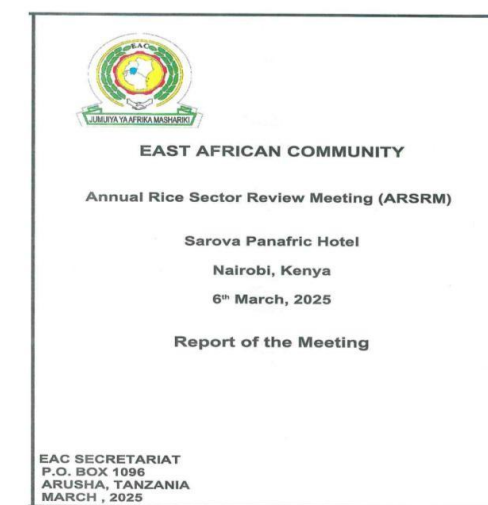 EAC
JUMUIYA YA AFRIKA MASHARIKI
EAST AFRICAN COMMUNITY
Annual Rice Sector Review Meeting (ARSRM)
Sarova Panafric Hotel
Nairobi, Kenya
6th March, 2025
Report of the Meeting
EAC SECRETARIAT
P.O. BOX 1096
ARUSHA, TANZANIA
MARCH , 2025